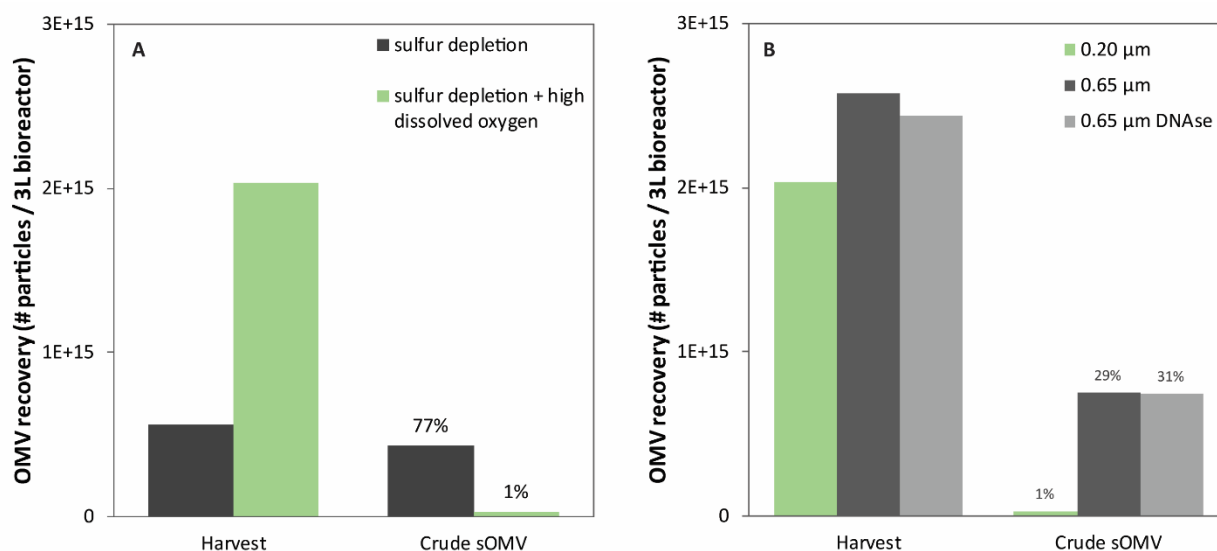 OMV recovery (# particles / 3L bioreactor)
3E+15
2E+15
1E+15
0
A
sulfur depletion
sulfur depletion + high
dissolved oxygen
77%
1%
Harvest
Crude sOMV
OMV recovery (# particles / 3L bioreactor)
3E+15
2E+15
1E+15
0
B
0.20 µm
0.65 µm
0.65 µm DNAse
1%
29%
31%
Harvest
Crude sOMV